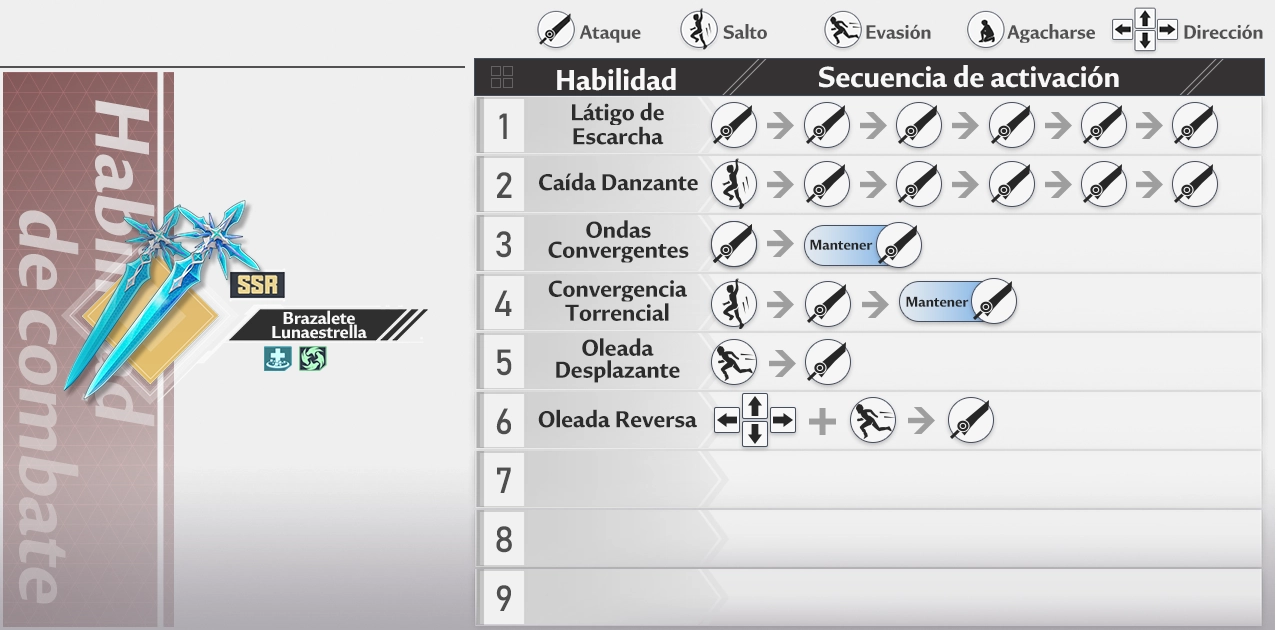 Ataque
Salto
Evasión
Agacharse
Dirección
Habilidad
Secuencia de activación
Habilidad
de combate
SSR
Brazalete
Lunaestrella
1
Látigo de
Escarcha
2
Caída Danzante
3
Ondas
Convergentes
Mantener
4
Convergencia
Torrencial
Mantener
5
Oleada
Desplazante
6
Oleada Reversa
7
8
9